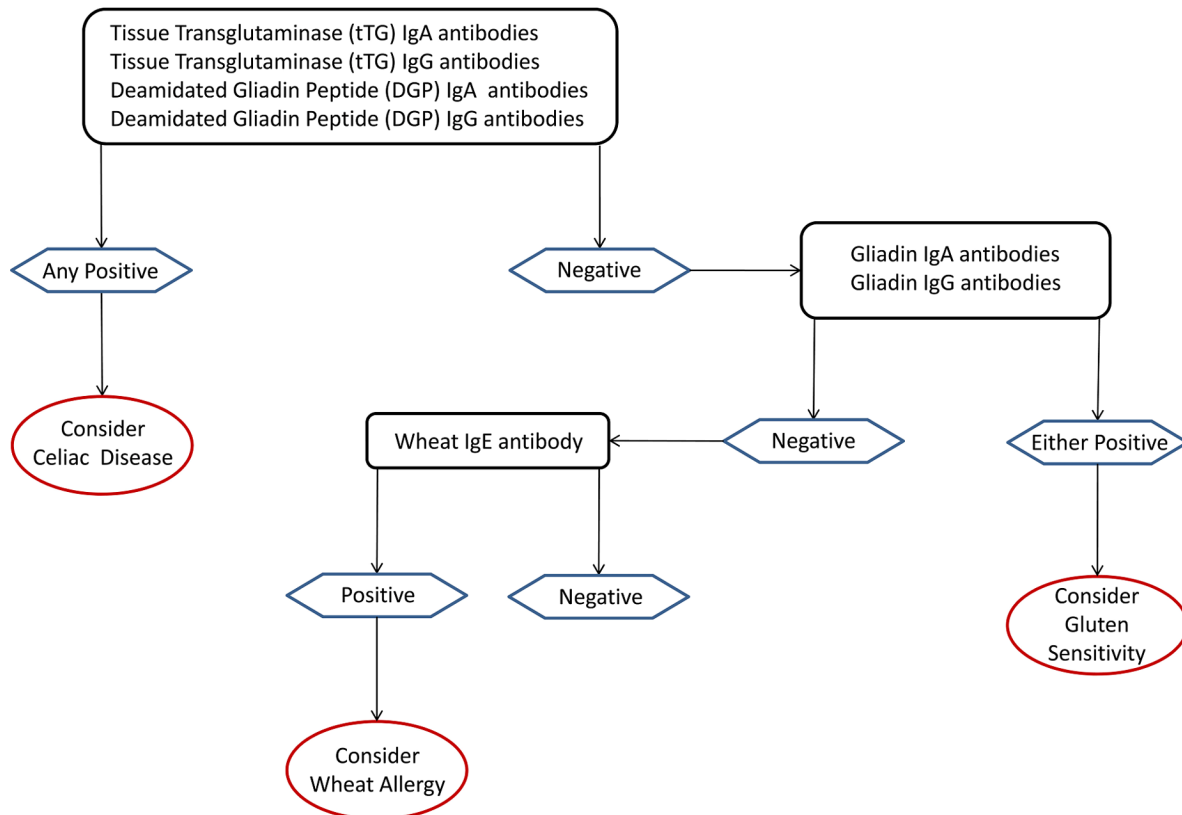 Tissue Transglutaminase (tTG) IgA antibodies
Tissue Transglutaminase (tTG) IgG antibodies
Deamidated Gliadin Peptide (DGP) IgA  antibodies
Deamidated Gliadin Peptide (DGP) IgG antibodies
Any Positive
Negative
Gliadin IgA antibodies
Gliadin IgG antibodies
Consider
Celiac  Disease
Wheat IgE antibody
Negative
Either Positive
Positive
Negative
Consider
Gluten
Sensitivity
Consider
Wheat Allergy